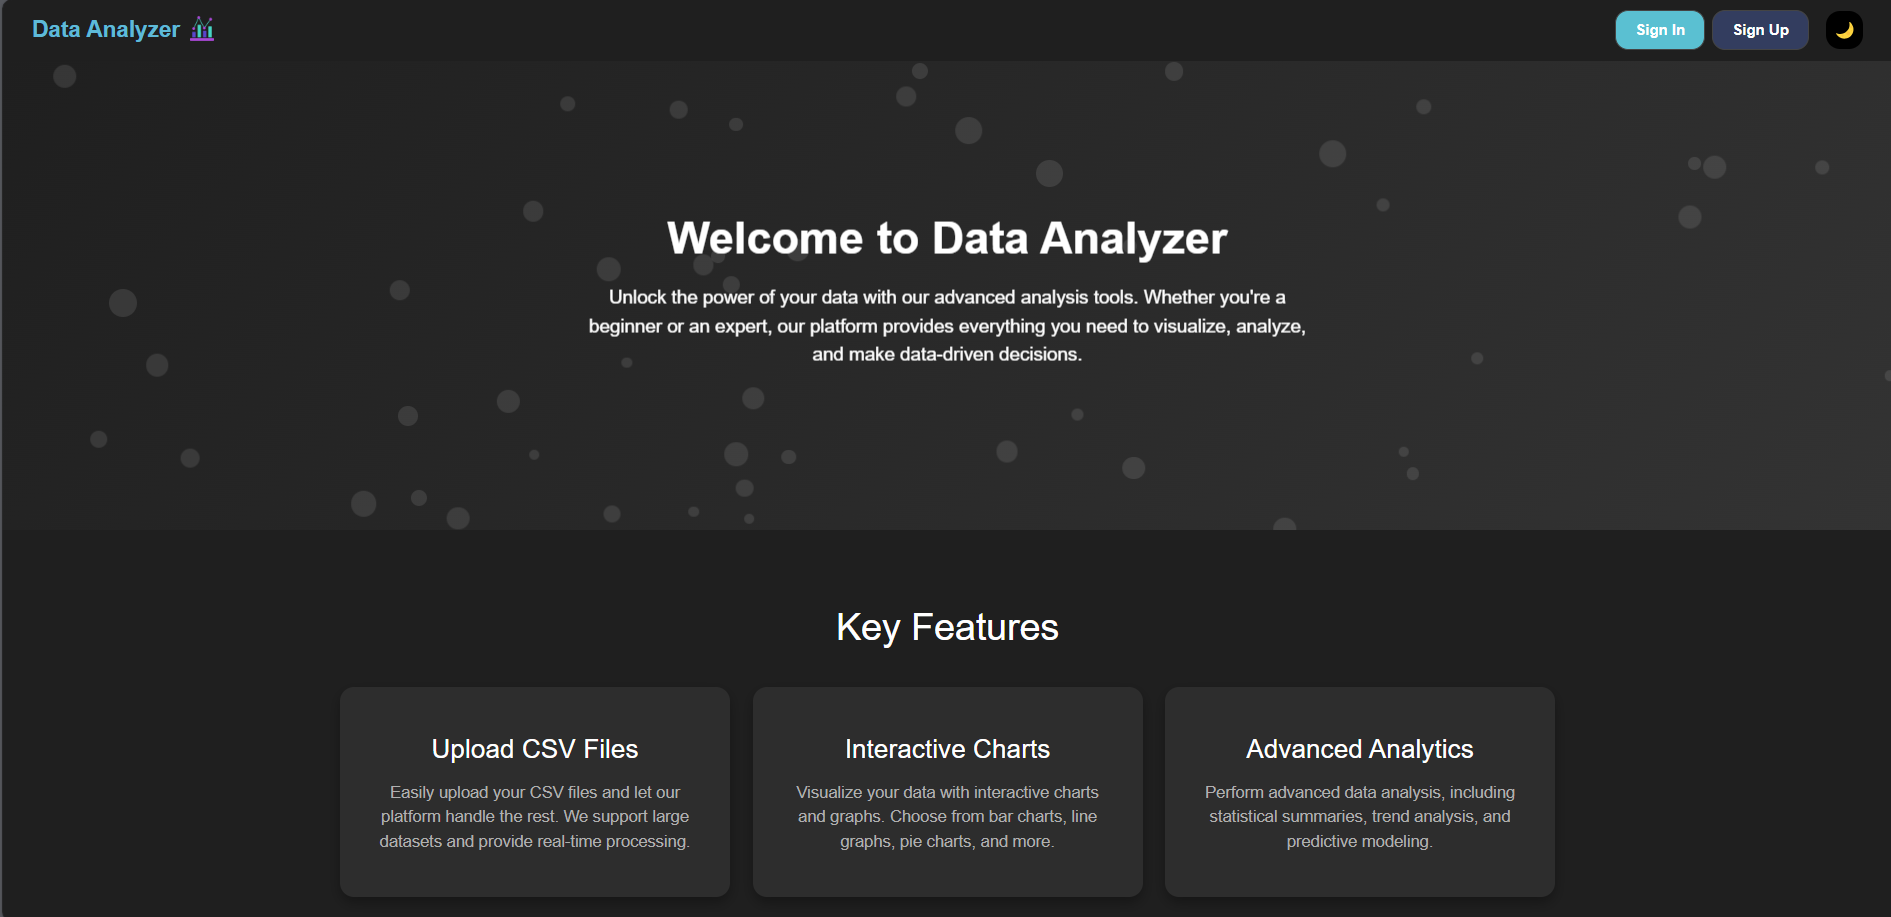 Data Analyzer
Sign In
Sign Up
Welcome to Data Analyzer
Unlock the power of your data with our advanced analysis tools. Whether you're a
beginner or an expert, our platform provides everything you need to visualize, analyze,
and make data-driven decisions.
Key Features
Upload CSV Files
Easily upload your CSV files and let our
platform handle the rest. We support large
datasets and provide real-time processing.
Interactive Charts
Visualize your data with interactive charts
and graphs. Choose from bar charts, line
graphs, pie charts, and more.
Advanced Analytics
Perform advanced data analysis, including
statistical summaries, trend analysis, and
predictive modeling.